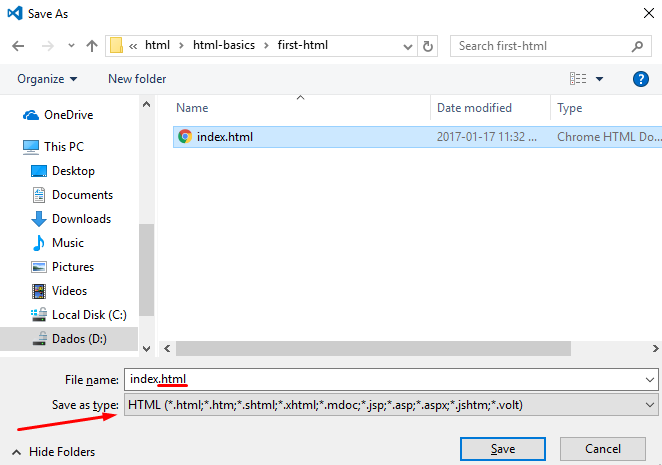 Save As
« html > html-basics > first-html
Search first-html
Organize
New folder
?
Name
Date modified
Type
OneDrive
This PC
Desktop
Documents
Downloads
Music
Pictures
Videos
Local Disk (C:)
Dados (D:)
index.html
2017-01-17 11:32 ...
Chrome HTML Do...
File name:
index.html
Save as type:
HTML (*.html;*.htm;*.shtml;*.xhtml;*.mdoc;*.jsp;*.asp;*.aspx;*.jshtm;*.volt)
Hide Folders
Save
Cancel